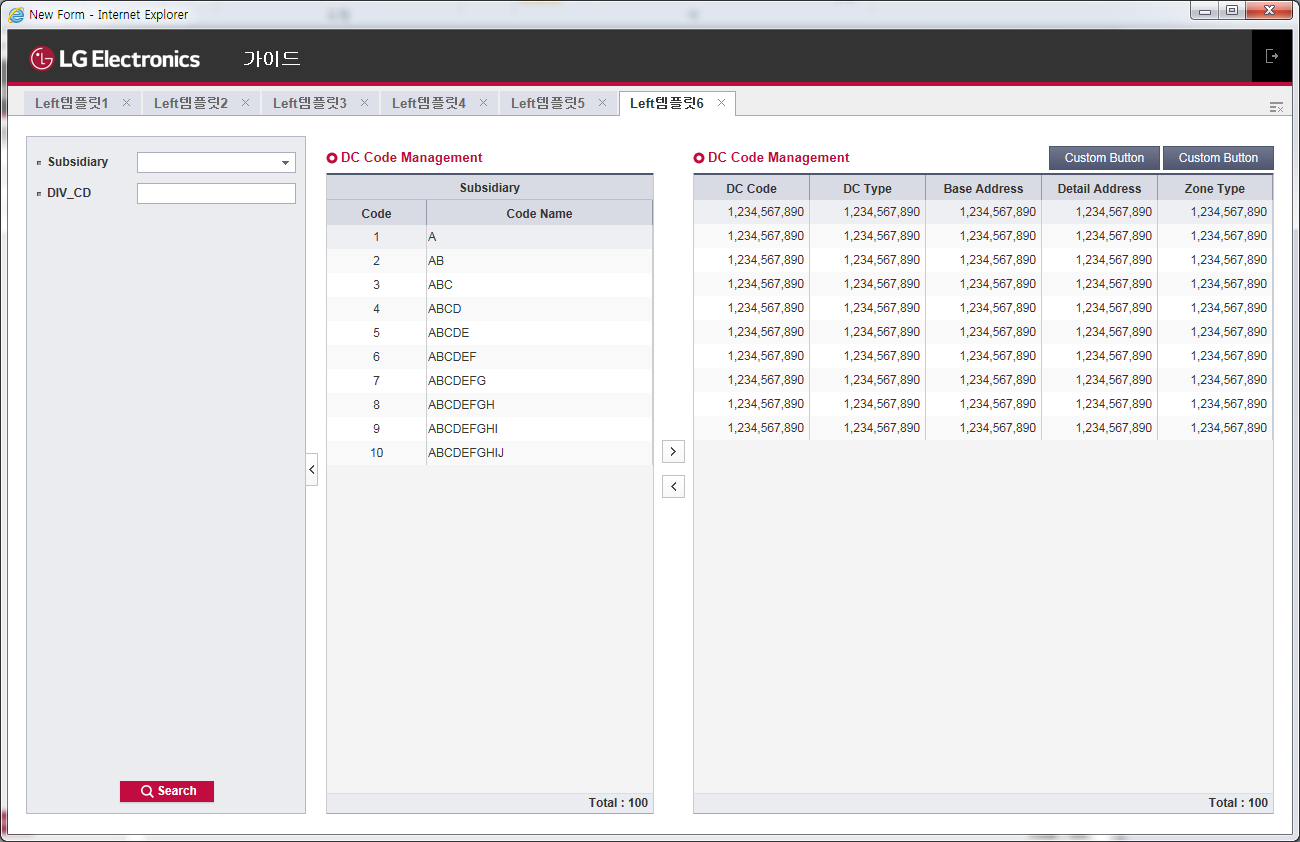 New Form - Internet Explorer
LG Electronics 가이드
Left템플릿1 Left템플릿2 Left템플릿3 Left템플릿4 Left템플릿5 Left템플릿6
Subsidiary
DIV_CD
Search
DC Code Management
Subsidiary
Code Code Name
1 A
2 AB
3 ABC
4 ABCD
5 ABCDE
6 ABCDEF
7 ABCDEFG
8 ABCDEFGH
9 ABCDEFGHI
10 ABCDEFGHIJ
Total : 100
DC Code Management Custom Button Custom Button
DC Code DC Type Base Address Detail Address Zone Type
1,234,567,890 1,234,567,890 1,234,567,890 1,234,567,890 1,234,567,890
1,234,567,890 1,234,567,890 1,234,567,890 1,234,567,890 1,234,567,890
1,234,567,890 1,234,567,890 1,234,567,890 1,234,567,890 1,234,567,890
1,234,567,890 1,234,567,890 1,234,567,890 1,234,567,890 1,234,567,890
1,234,567,890 1,234,567,890 1,234,567,890 1,234,567,890 1,234,567,890
1,234,567,890 1,234,567,890 1,234,567,890 1,234,567,890 1,234,567,890
1,234,567,890 1,234,567,890 1,234,567,890 1,234,567,890 1,234,567,890
1,234,567,890 1,234,567,890 1,234,567,890 1,234,567,890 1,234,567,890
1,234,567,890 1,234,567,890 1,234,567,890 1,234,567,890 1,234,567,890
1,234,567,890 1,234,567,890 1,234,567,890 1,234,567,890 1,234,567,890
Total : 100